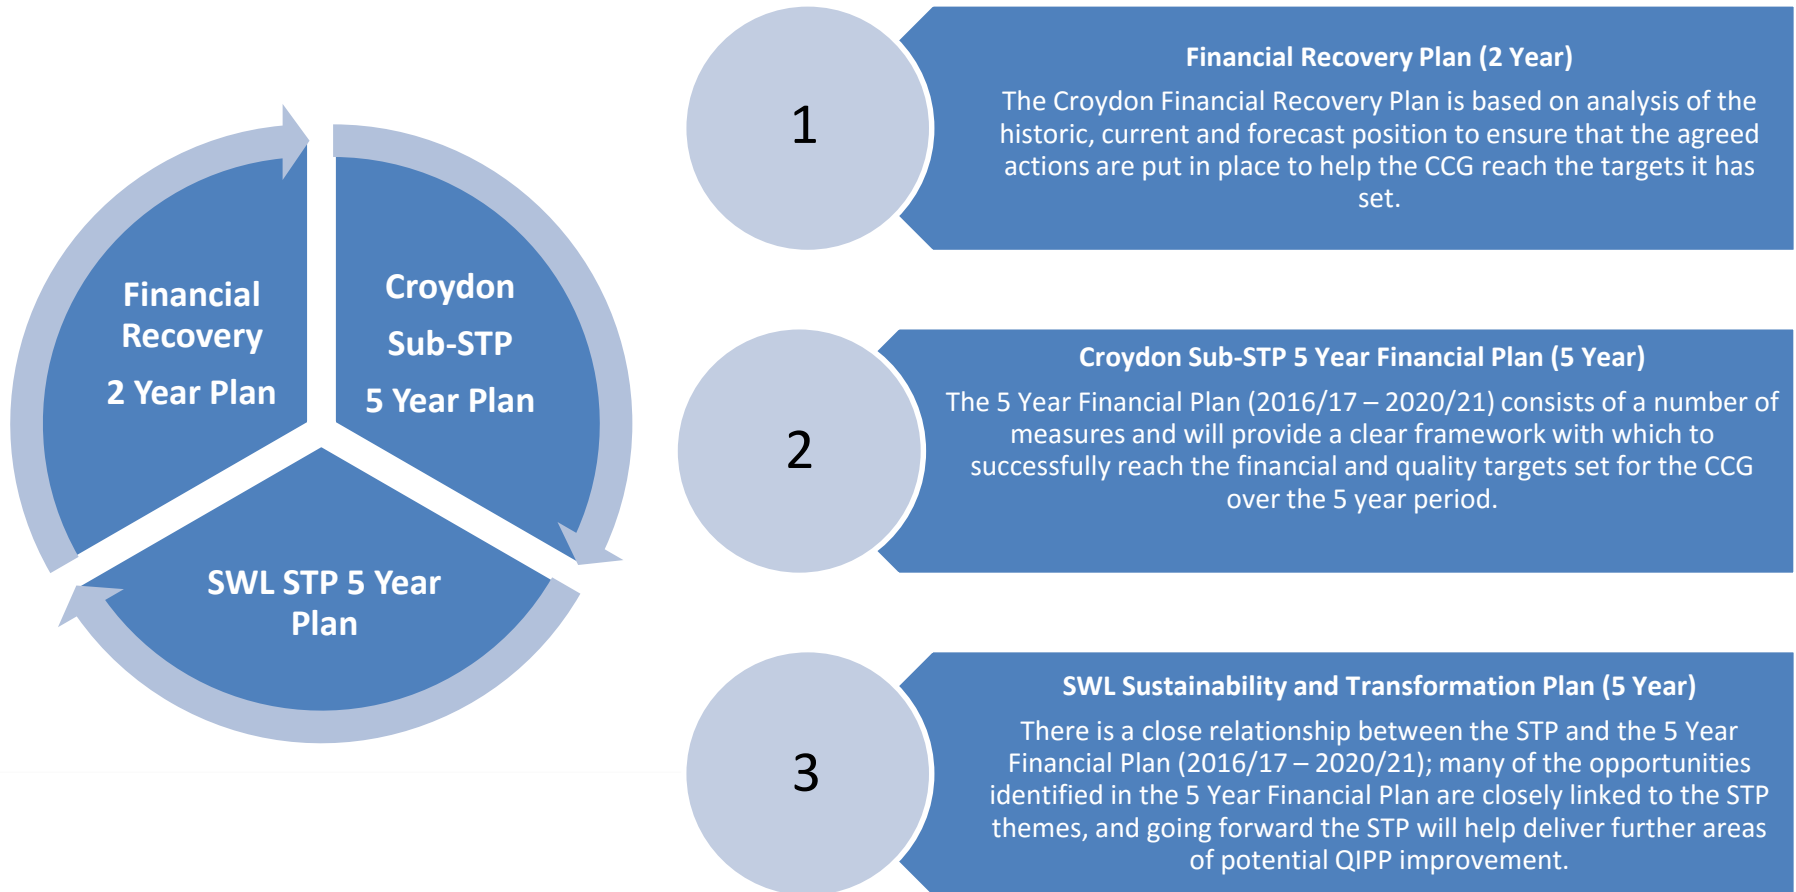 Financial
Recovery
2 Year Plan
Croydon
Sub-STP
5 Year Plan
SWL STP 5 Year
Plan
1
Financial Recovery Plan (2 Year)
The Croydon Financial Recovery Plan is based on analysis of the
historic, current and forecast position to ensure that the agreed
actions are put in place to help the CCG reach the targets it has
set.
2
Croydon Sub-STP 5 Year Financial Plan (5 Year)
The 5 Year Financial Plan (2016/17 – 2020/21) consists of a number of
measures and will provide a clear framework with which to
successfully reach the financial and quality targets set for the CCG
over the 5 year period.
3
SWL Sustainability and Transformation Plan (5 Year)
There is a close relationship between the STP and the 5 Year
Financial Plan (2016/17 – 2020/21); many of the opportunities
identified in the 5 Year Financial Plan are closely linked to the STP
themes, and going forward the STP will help deliver further areas
of potential QIPP improvement.